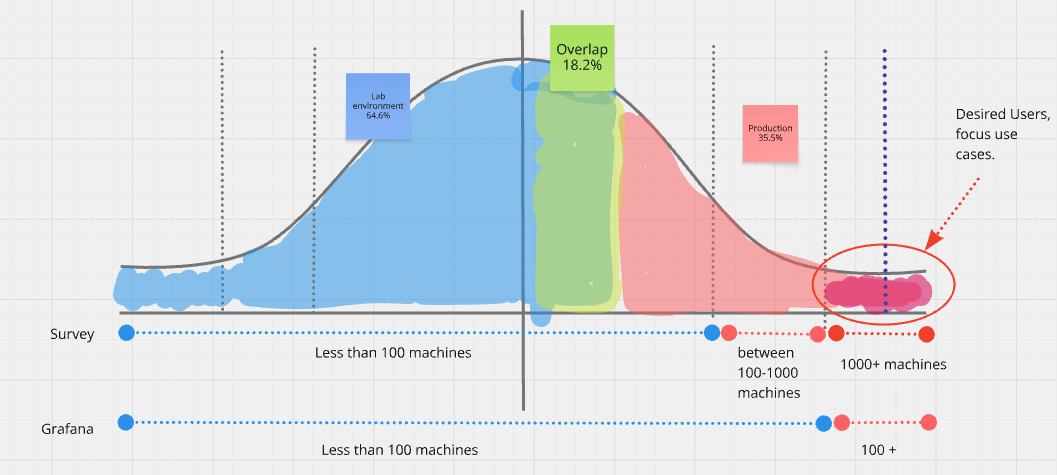 Overlap
18.2%
Lab
environment
64.6%
Production
35.5%
Desired Users,
focus use
cases.
Survey
Less than 100 machines
between
100-1000
machines
1000+ machines
Grafana
Less than 100 machines
100 +